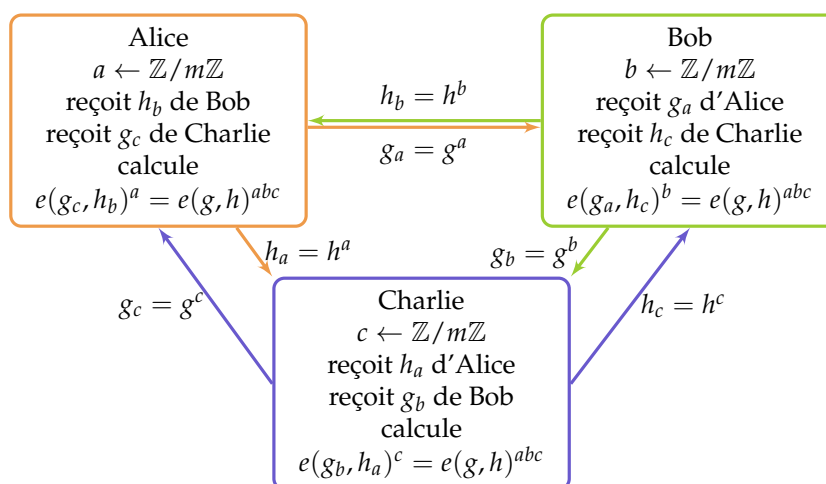 Alice
a ← ℤ/mℤ
reçoit h_b de Bob
reçoit g_c de Charlie
calcule
e(g_c, h_b)^a = e(g, h)^{abc}
h_b = h^b
g_a = g^a
Bob
b ← ℤ/mℤ
reçoit g_a d'Alice
reçoit h_c de Charlie
calcule
e(g_a, h_c)^b = e(g, h)^{abc}
h_a = h^a
g_b = g^b
g_c = g^c
h_c = h^c
Charlie
c ← ℤ/mℤ
reçoit h_a d'Alice
reçoit g_b de Bob
calcule
e(g_b, h_a)^c = e(g, h)^{abc}